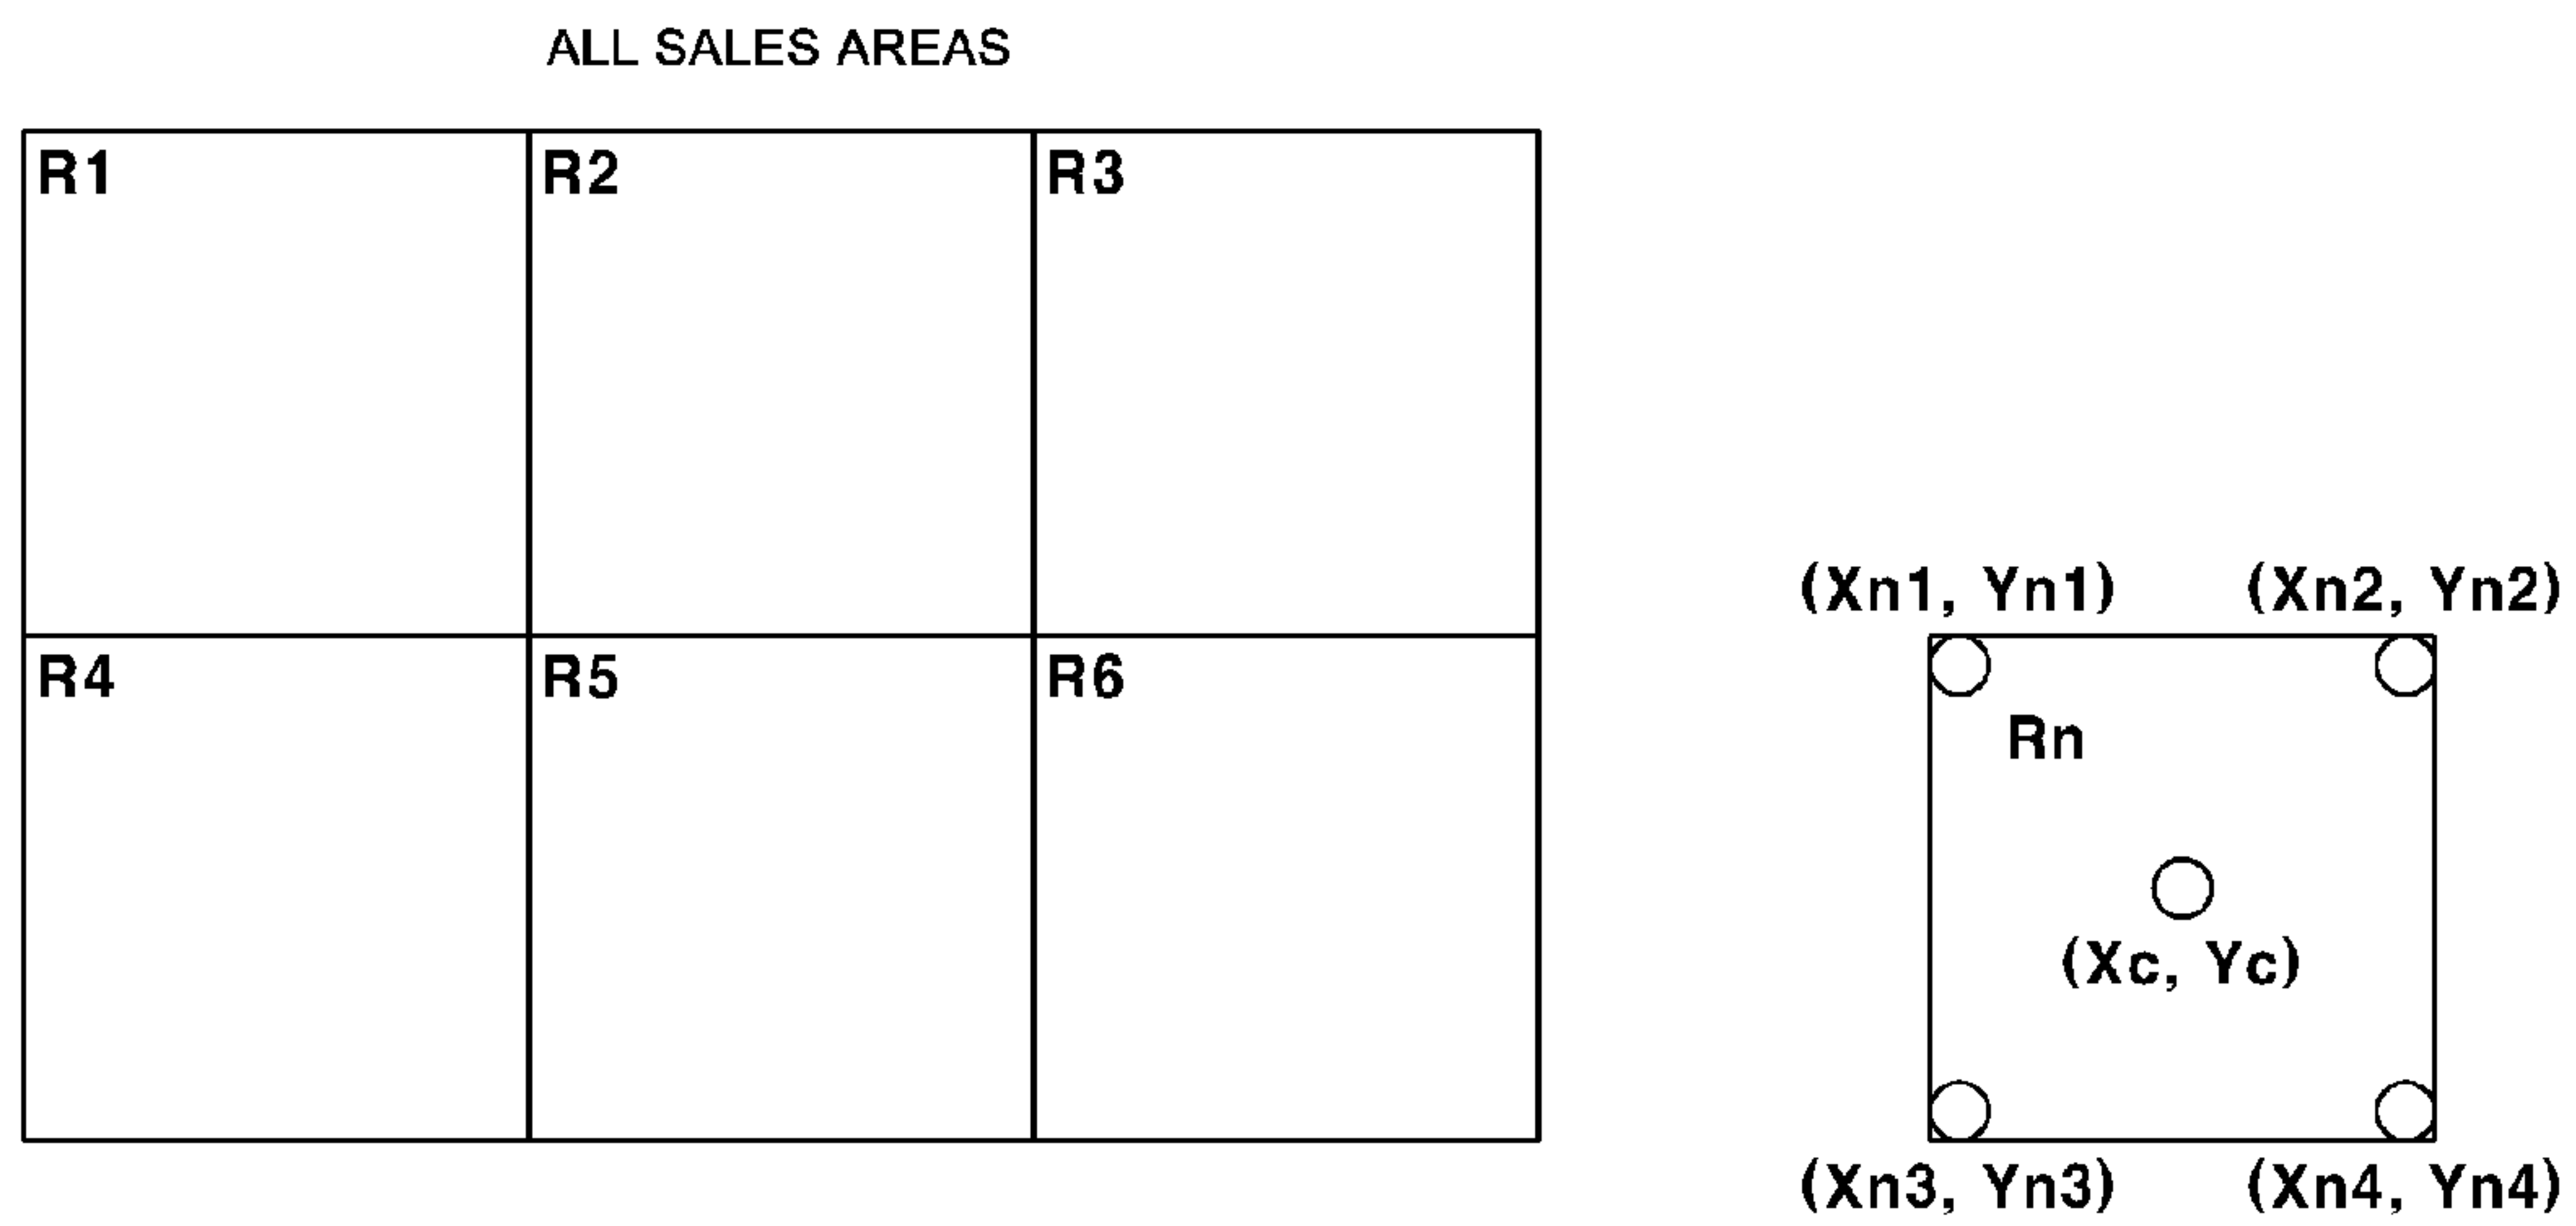 ALL SALES AREAS
R1 R2 R3
R4 R5 R6
(Xn1, Yn1) (Xn2, Yn2)
Rn
(Xc, Yc)
(Xn3, Yn3) (Xn4, Yn4)